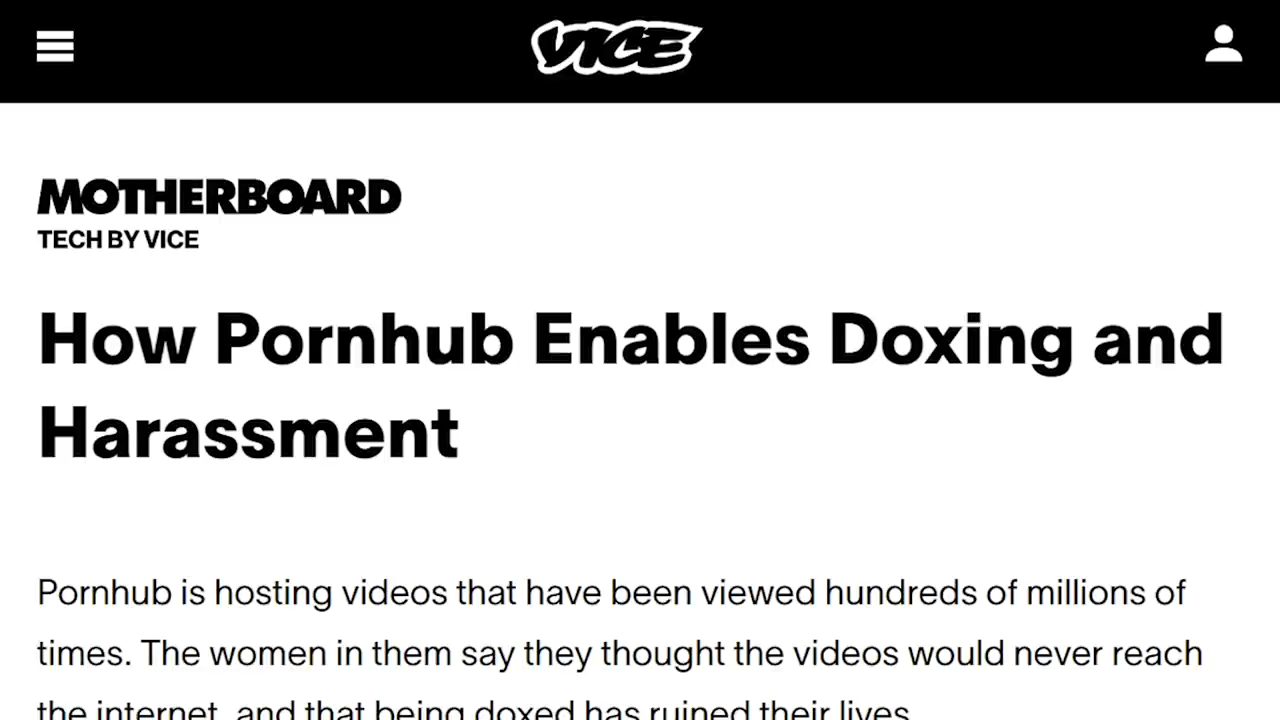 VICE
MOTHERBOARD
TECH BY VICE
How Pornhub Enables Doxing and
Harassment
Pornhub is hosting videos that have been viewed hundreds of millions of
times. The women in them say they thought the videos would never reach
the internet, and that being doxed has ruined their lives.